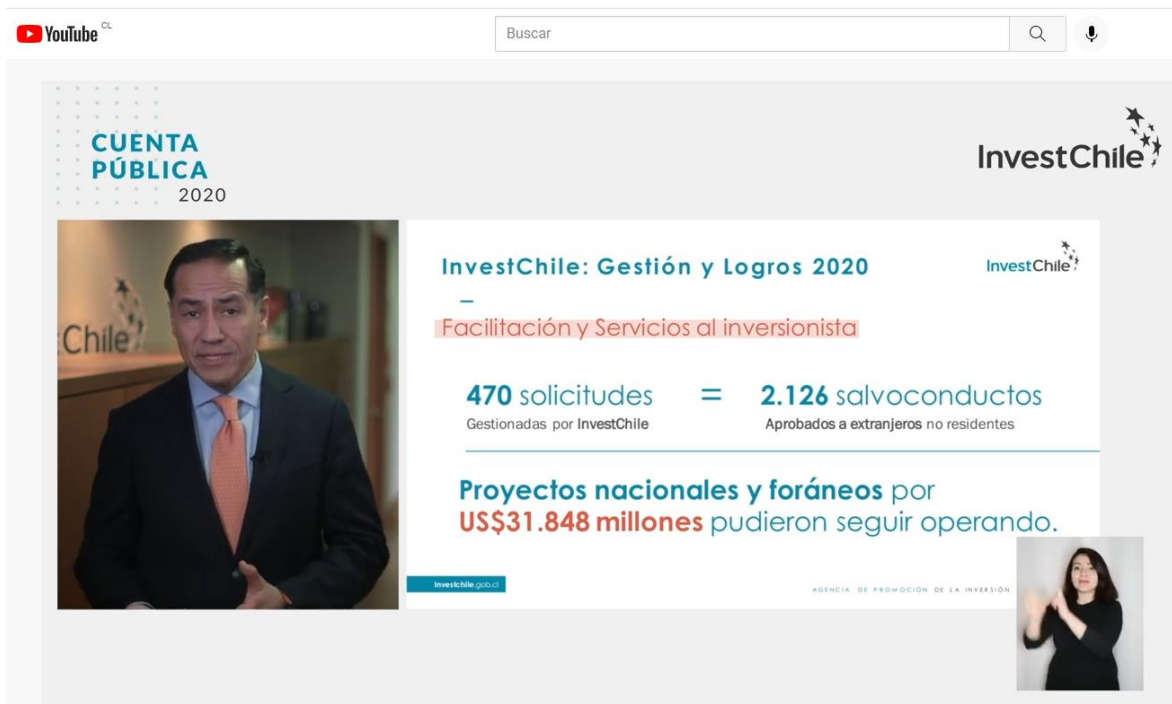 YouTube CL
Buscar
CUENTA
PÚBLICA
2020
InvestChile
Chile
InvestChile: Gestión y Logros 2020
InvestChile
–
Facilitación y Servicios al inversionista
470 solicitudes = 2.126 salvoconductos
Gestionadas por InvestChile Aprobados a extranjeros no residentes
Proyectos nacionales y foráneos por
US$31.848 millones pudieron seguir operando.
investchile.gob.cl
AGENCIA DE PROMOCIÓN DE LA INVERSIÓN